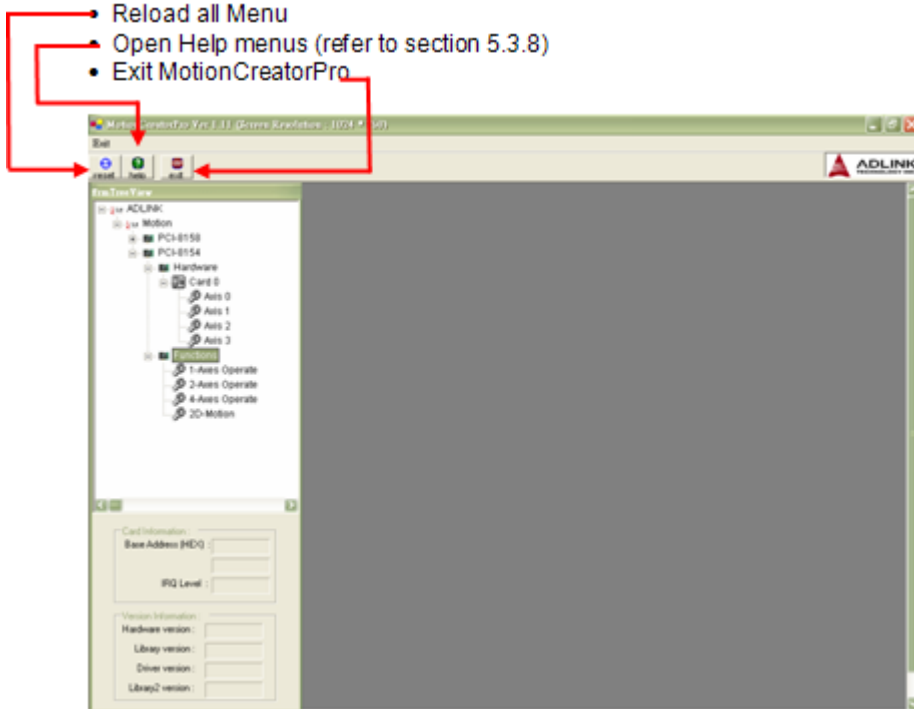 • Reload all Menu
• Open Help menus (refer to section 5.3.8)
• Exit MotionCreatorPro
Exit
reset help exit
ADLINK
FrmTreeView
ADLINK
Motion
PCI-8158
PCI-8154
Hardware
Card 0
Axis 0
Axis 1
Axis 2
Axis 3
Functions
1-Axes Operate
2-Axes Operate
4-Axes Operate
2D-Motion
Card Information :
Base Address (HEX) :
IRQ Level :
Version Information :
Hardware version :
Library version :
Driver version :
Library2 version :